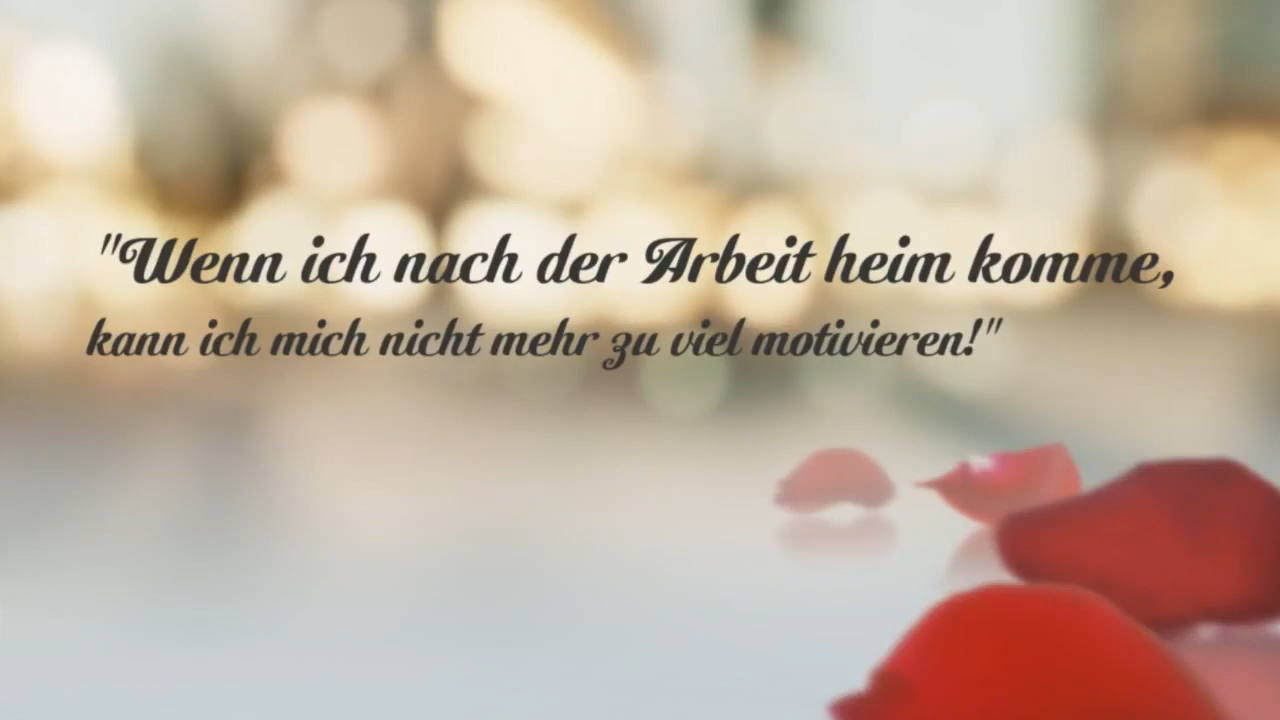 "Wenn ich nach der Arbeit heim komme,
kann ich mich nicht mehr zu viel motivieren!"